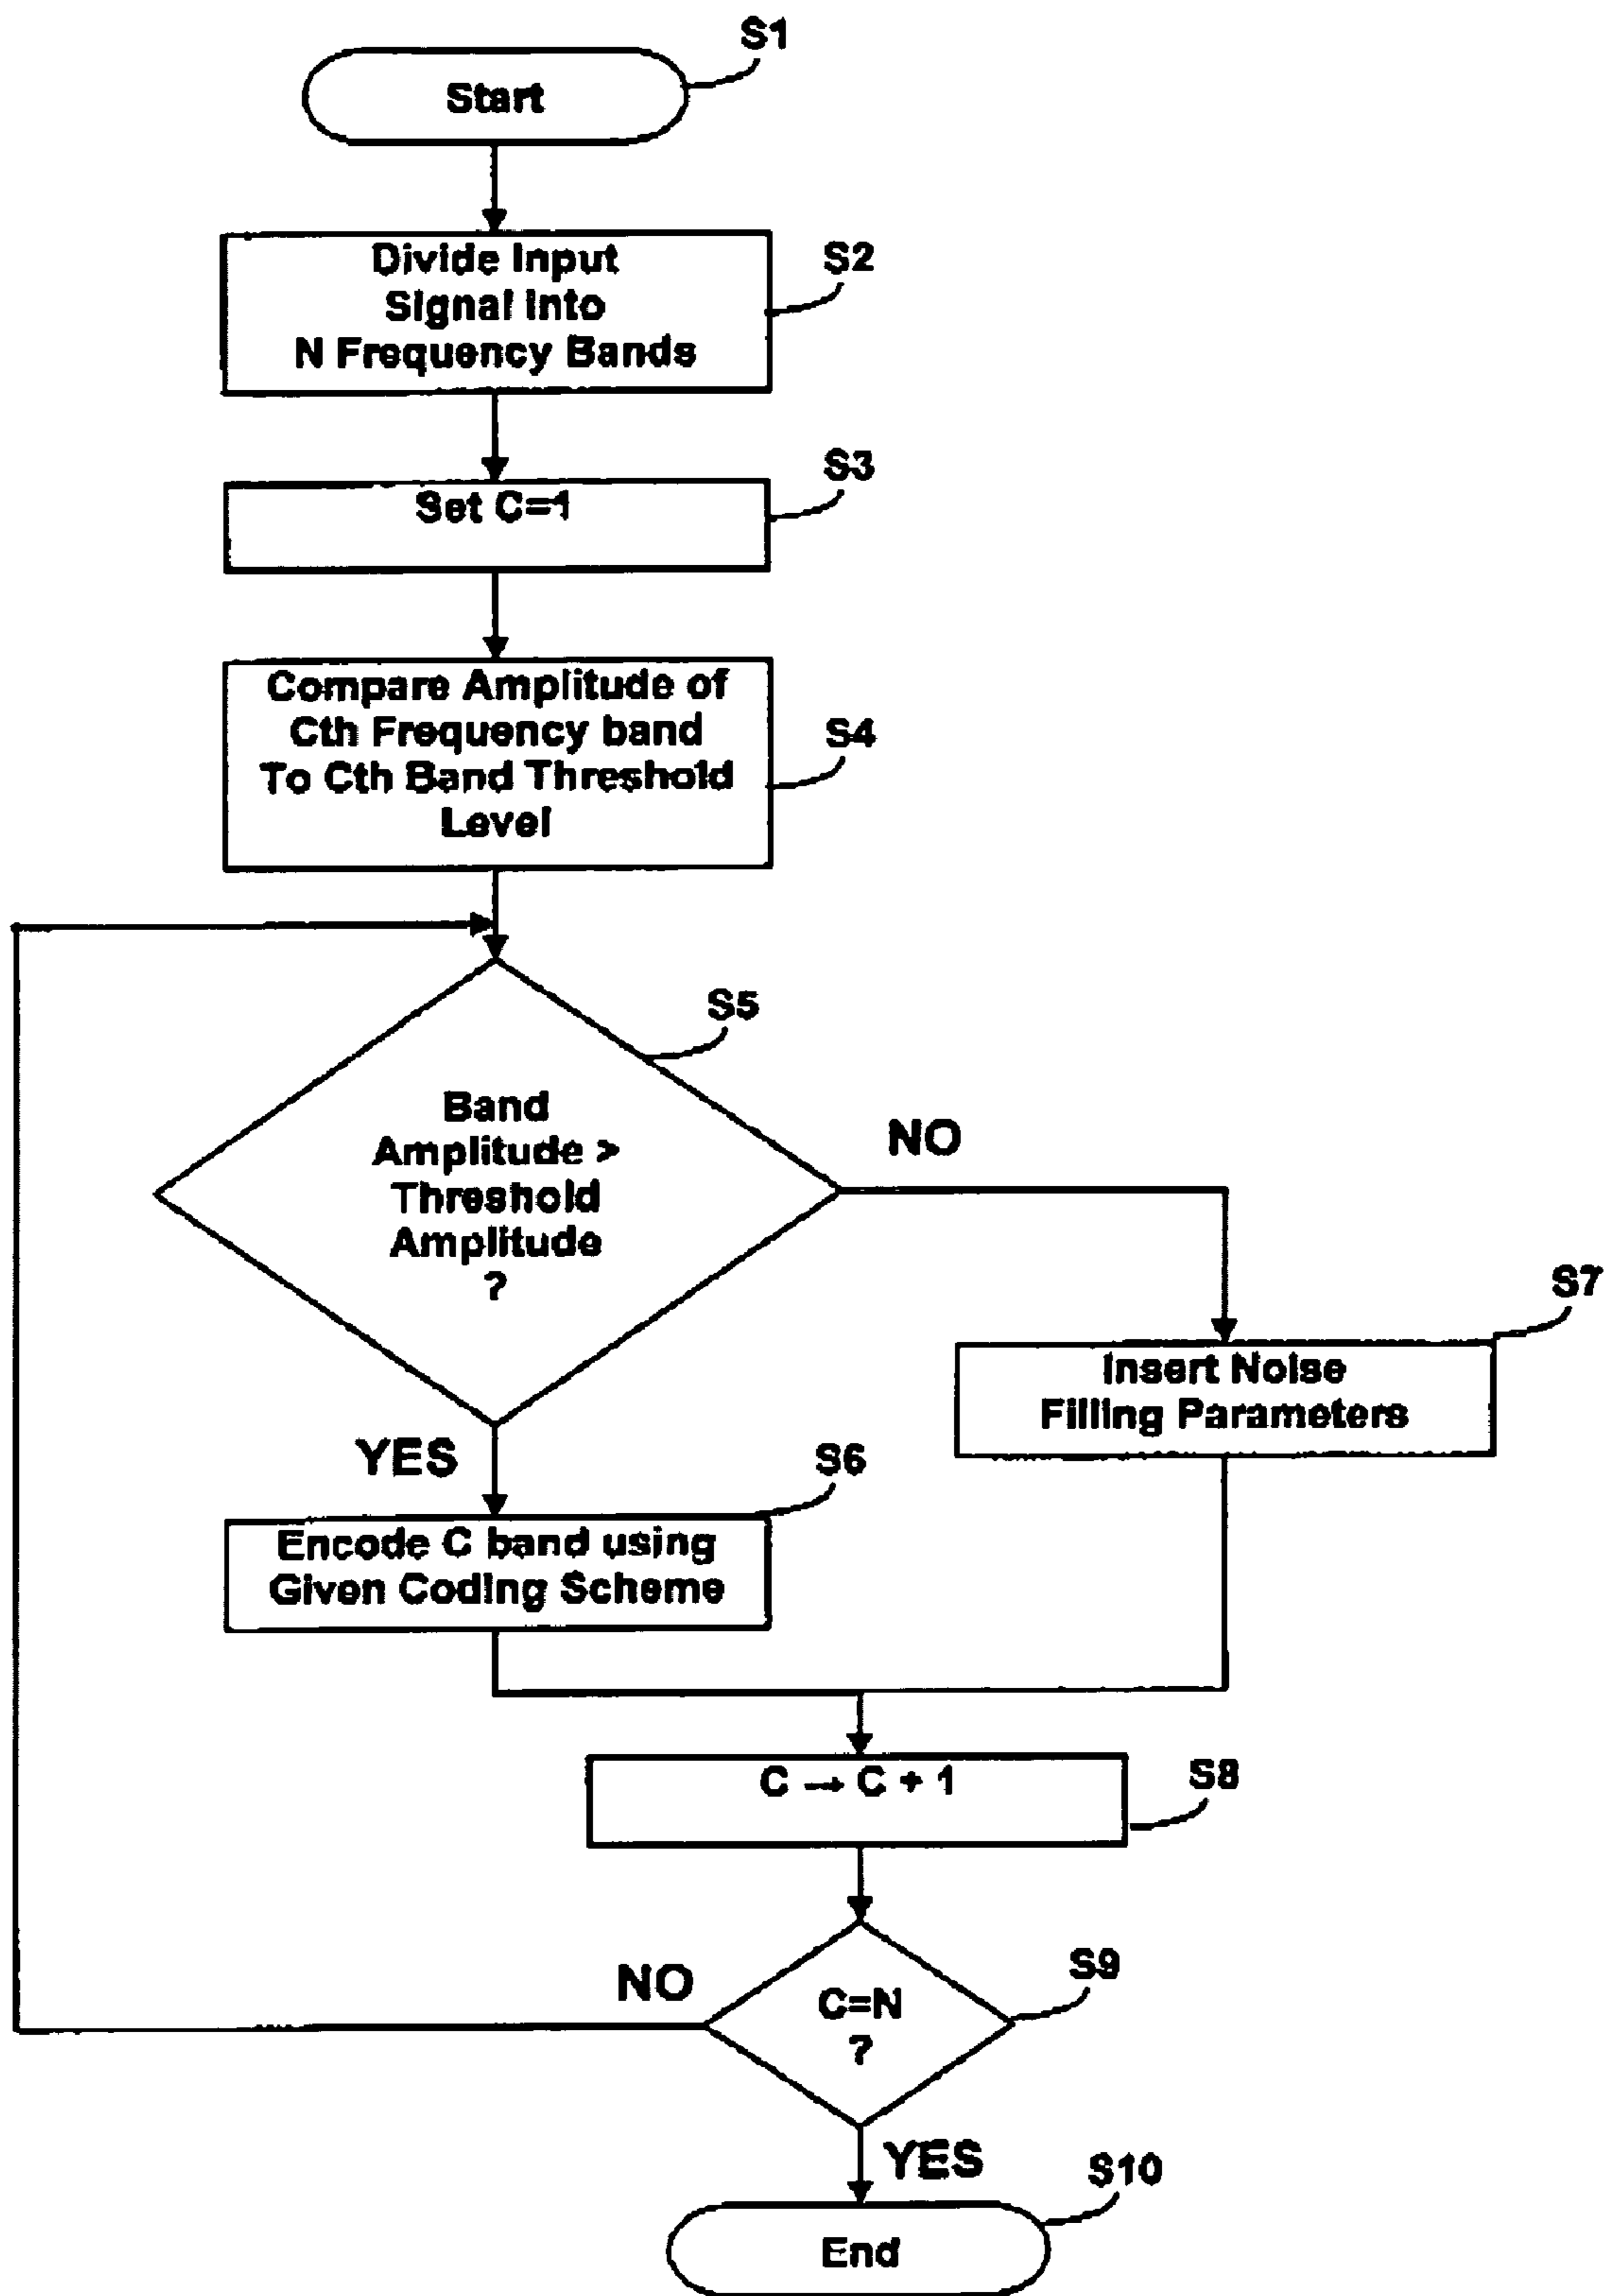 S1
Start
S2
Divide Input
Signal into
N Frequency Bands
S3
Set C=1
S4
Compare Amplitude of
Cth Frequency band
To Cth Band Threshold
Level
S5
Band
Amplitude >
Threshold
Amplitude
?
NO
S7
Insert Noise
Filling Parameters
YES
S6
Encode C band using
Given Coding Scheme
S8
C → C + 1
S9
C=N
?
NO
YES
S10
End